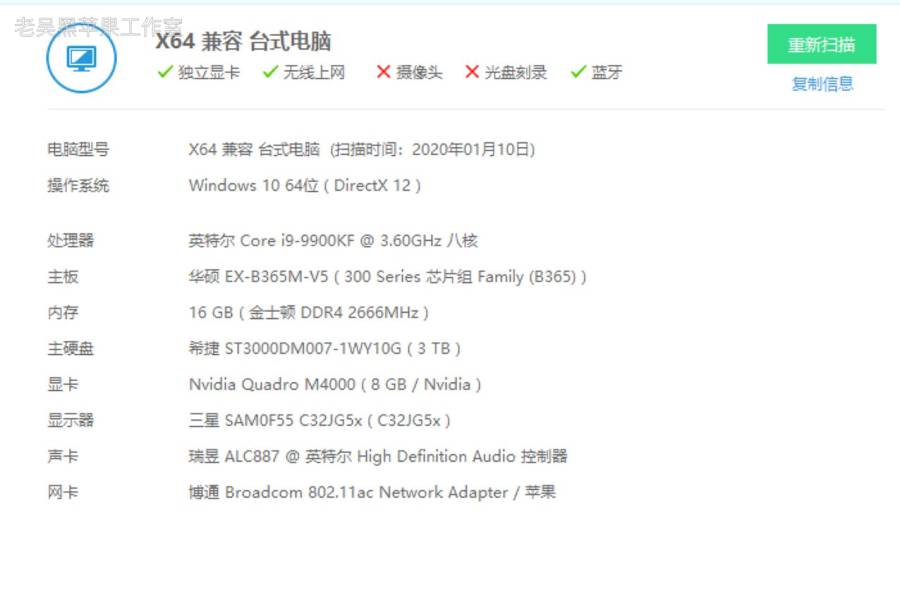 老吴黑苹果工作室
X64 兼容 台式电脑
独立显卡 无线上网 摄像头 光盘刻录 蓝牙
重新扫描
复制信息
电脑型号 X64 兼容 台式电脑 (扫描时间：2020年01月10日)
操作系统 Windows 10 64位 ( DirectX 12 )
处理器 英特尔 Core i9-9900KF @ 3.60GHz 八核
主板 华硕 EX-B365M-V5 ( 300 Series 芯片组 Family (B365) )
内存 16 GB ( 金士顿 DDR4 2666MHz )
主硬盘 希捷 ST3000DM007-1WY10G ( 3 TB )
显卡 Nvidia Quadro M4000 ( 8 GB / Nvidia )
显示器 三星 SAM0F55 C32JG5x ( C32JG5x )
声卡 瑞昱 ALC887 @ 英特尔 High Definition Audio 控制器
网卡 博通 Broadcom 802.11ac Network Adapter / 苹果